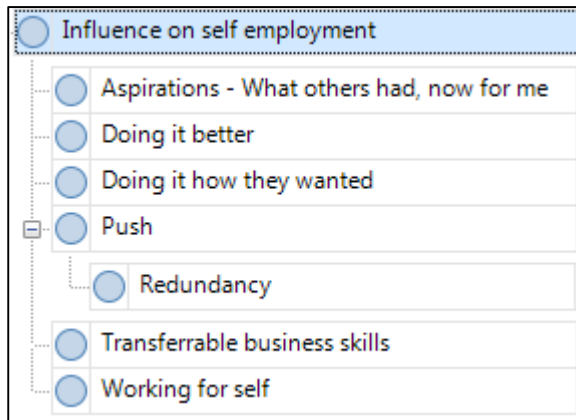 Influence on self employment
Aspirations - What others had, now for me
Doing it better
Doing it how they wanted
Push
Redundancy
Transferrable business skills
Working for self